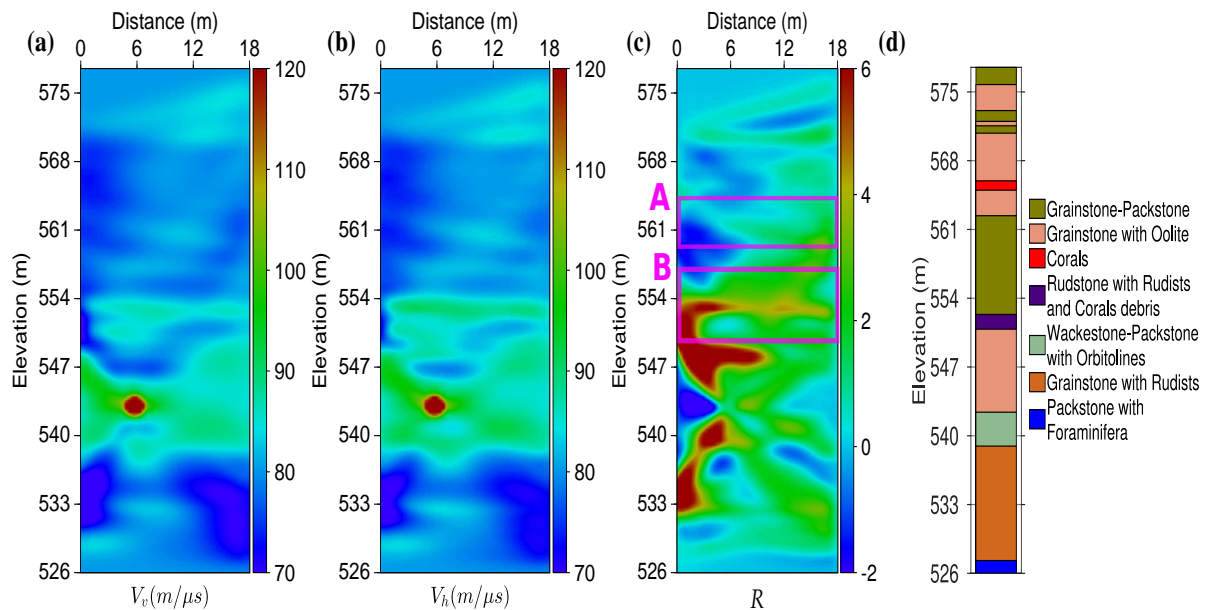 Distance (m)
Distance (m)
Distance (m)
(a)
(b)
(c)
(d)
0 6 12 18
0 6 12 18
0 6 12 18
Elevation (m)
575
568
561
554
547
540
533
526
120
110
100
90
80
70
V_v(m/μs)
Elevation (m)
575
568
561
554
547
540
533
526
120
110
100
90
80
70
V_h(m/μs)
Elevation (m)
575
568
561
554
547
540
533
526
A
B
6
4
2
0
-2
R
Elevation (m)
575
568
561
554
547
540
533
526
Grainstone-Packstone
Grainstone with Oolite
Corals
Rudstone with Rudists
and Corals debris
Wackestone-Packstone
with Orbitolines
Grainstone with Rudists
Packstone with
Foraminifera